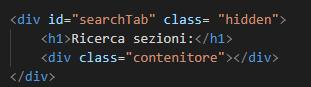 <div id="searchTab" class= "hidden">
<h1>Ricerca sezioni:</h1>
<div class="contenitore"></div>
</div>